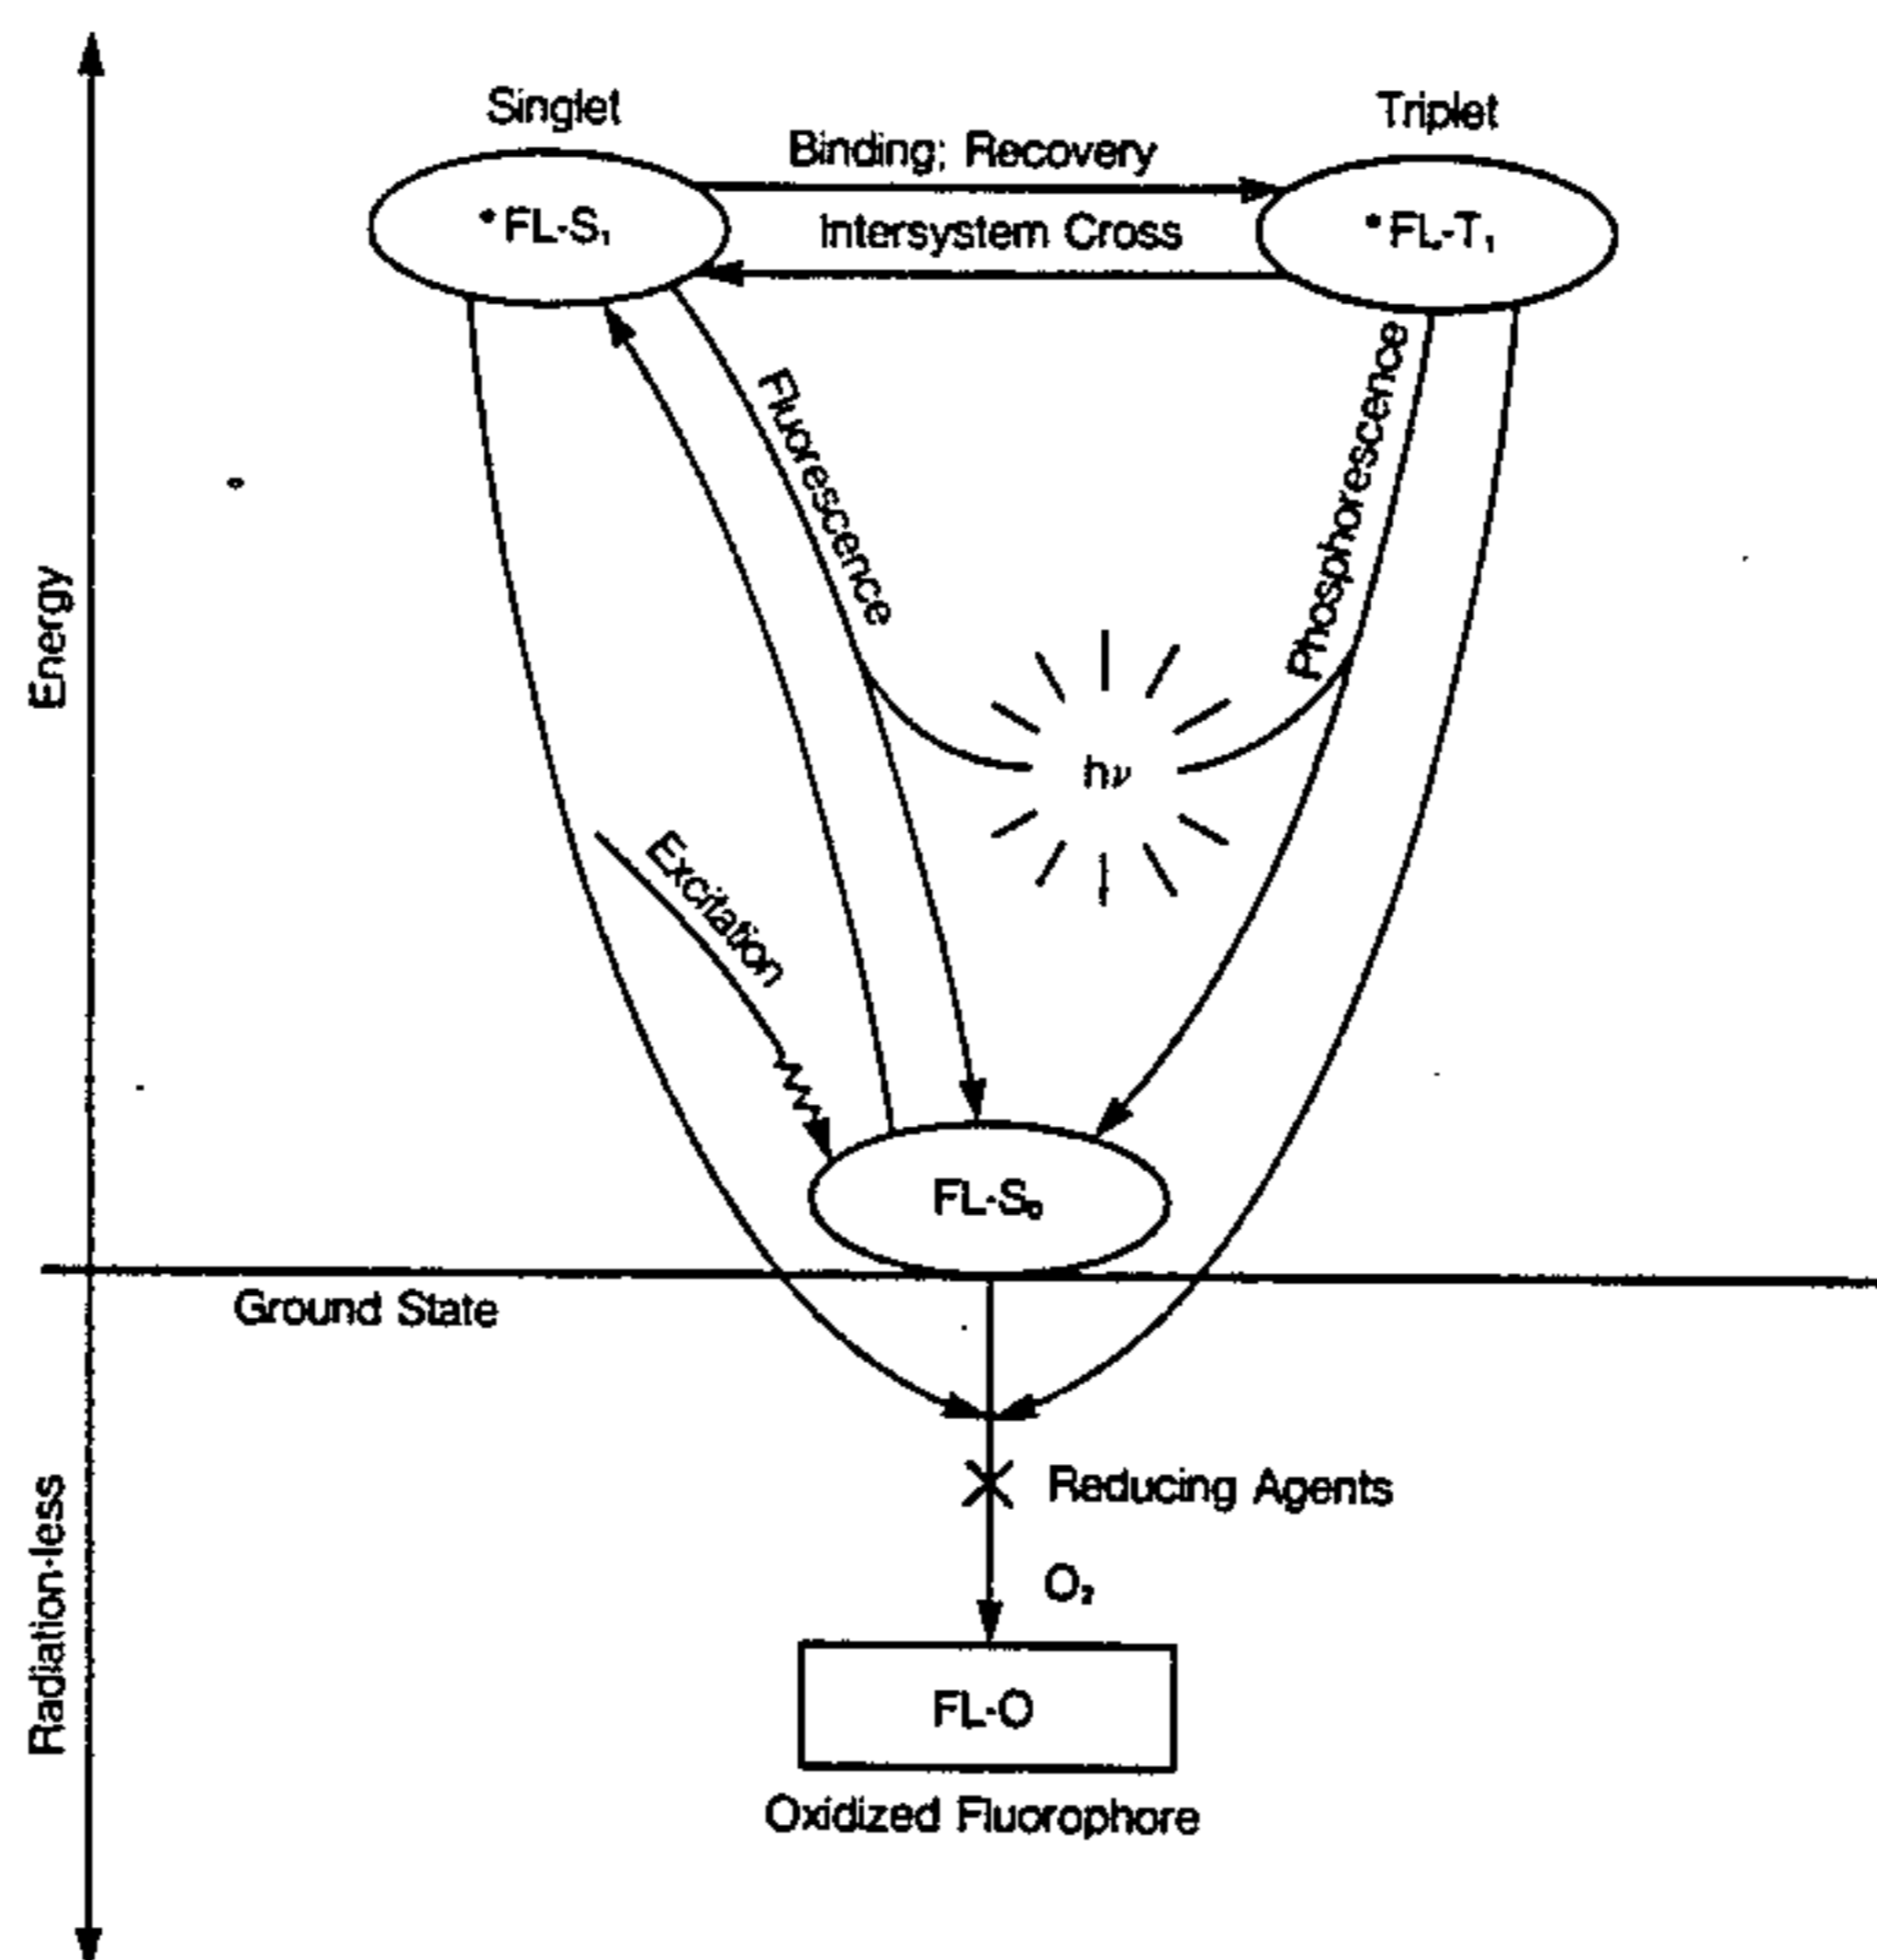 Singlet
Triplet
Binding; Recovery
•FL-S₁
Intersystem Cross
•FL-T₁
Fluorescence
Phosphorescence
Energy
hν
Excitation
FL-S₀
Ground State
Reducing Agents
O₂
Radiation-less
FL-O
Oxidized Fluorophore